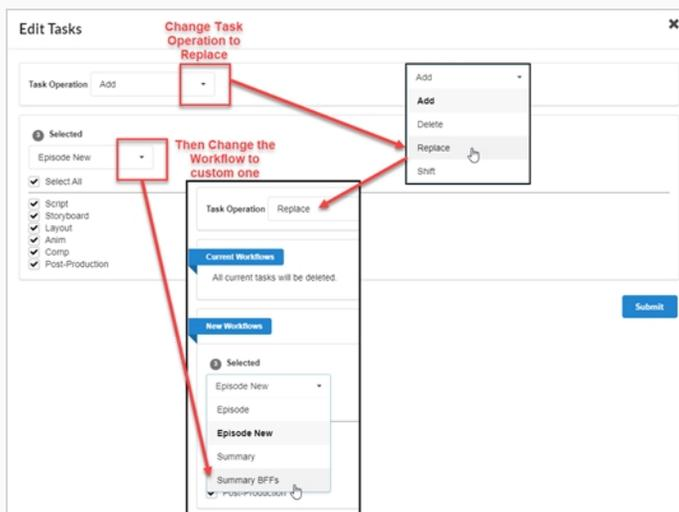 Edit Tasks
Change Task
Operation to
Replace
Task Operation Add
Add
Add
Delete
Replace
Shift
3 Selected
Episode New
Select All
Script
Storyboard
Layout
Anim
Comp
Post-Production
Then Change the
Workflow to
custom one
Task Operation Replace
Current Workflows
All current tasks will be deleted.
New Workflows
3 Selected
Episode New
Episode
Episode New
Summary
Summary BFFs
Post-Production
Submit